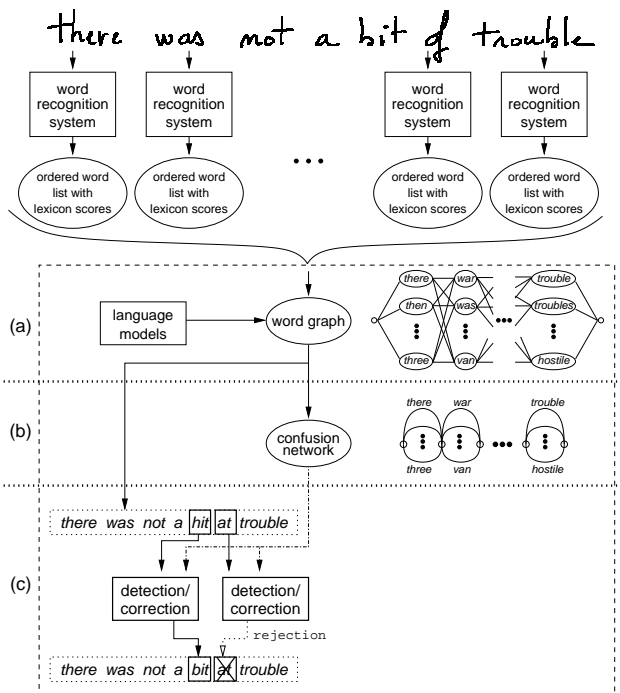 there was not a bit of trouble
word recognition system
word recognition system
word recognition system
word recognition system
ordered word list with lexicon scores
ordered word list with lexicon scores
ordered word list with lexicon scores
ordered word list with lexicon scores
(a)
language models
word graph
there war trouble
then was troubles
three van hostile
(b)
confusion network
there war trouble
three van hostile
(c)
there was not a hit at trouble
detection/ correction
detection/ correction
rejection
there was not a bit at trouble